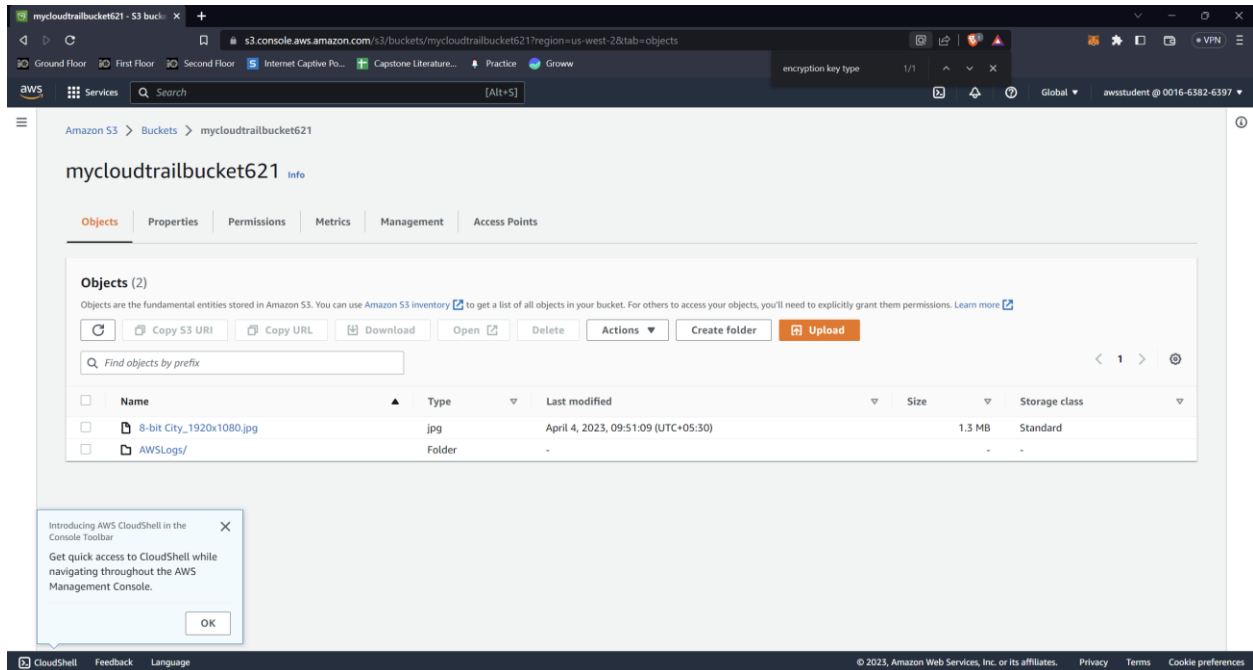 mycloudtrailbucket621 - S3 buck
s3.console.aws.amazon.com/s3/buckets/mycloudtrailbucket621?region=us-west-2&tab=objects
VPN
Ground Floor First Floor Second Floor Internet Captive Po... Capstone Literature... Practice Groww
encryption key type 1/1
aws Services Search [Alt+S] Global awsstudent @ 0016-6382-6397
Amazon S3 > Buckets > mycloudtrailbucket621
mycloudtrailbucket621 Info
Objects Properties Permissions Metrics Management Access Points
Objects (2)
Objects are the fundamental entities stored in Amazon S3. You can use Amazon S3 inventory to get a list of all objects in your bucket. For others to access your objects, you'll need to explicitly grant them permissions. Learn more
Copy S3 URI Copy URL Download Open Delete Actions Create folder Upload
Find objects by prefix < 1 >
Name Type Last modified Size Storage class
8-bit City_1920x1080.jpg jpg April 4, 2023, 09:51:09 (UTC+05:30) 1.3 MB Standard
AWSLogs/ Folder - - -
Introducing AWS CloudShell in the
Console Toolbar
Get quick access to CloudShell while
navigating throughout the AWS
Management Console.
OK
CloudShell Feedback Language © 2023, Amazon Web Services, Inc. or its affiliates. Privacy Terms Cookie preferences